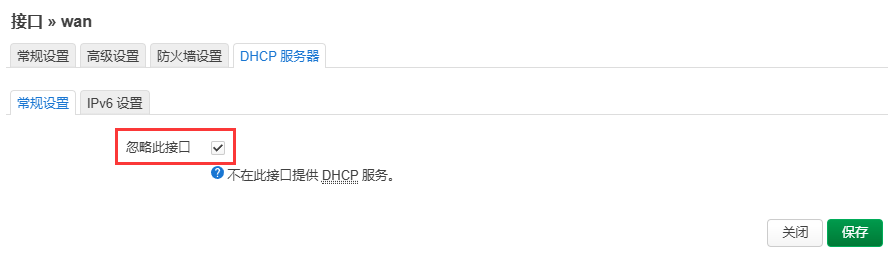 接口 » wan
常规设置 高级设置 防火墙设置 DHCP 服务器
常规设置 IPv6 设置
忽略此接口
不在此接口提供 DHCP 服务。
关闭 保存